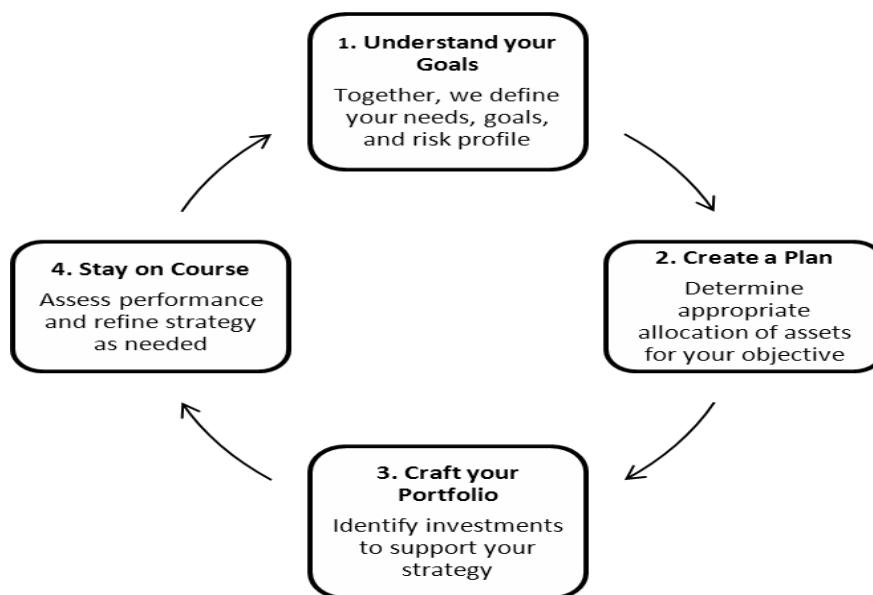 1. Understand your
Goals
Together, we define
your needs, goals,
and risk profile
2. Create a Plan
Determine
appropriate
allocation of assets
for your objective
3. Craft your
Portfolio
Identify investments
to support your
strategy
4. Stay on Course
Assess performance
and refine strategy
as needed